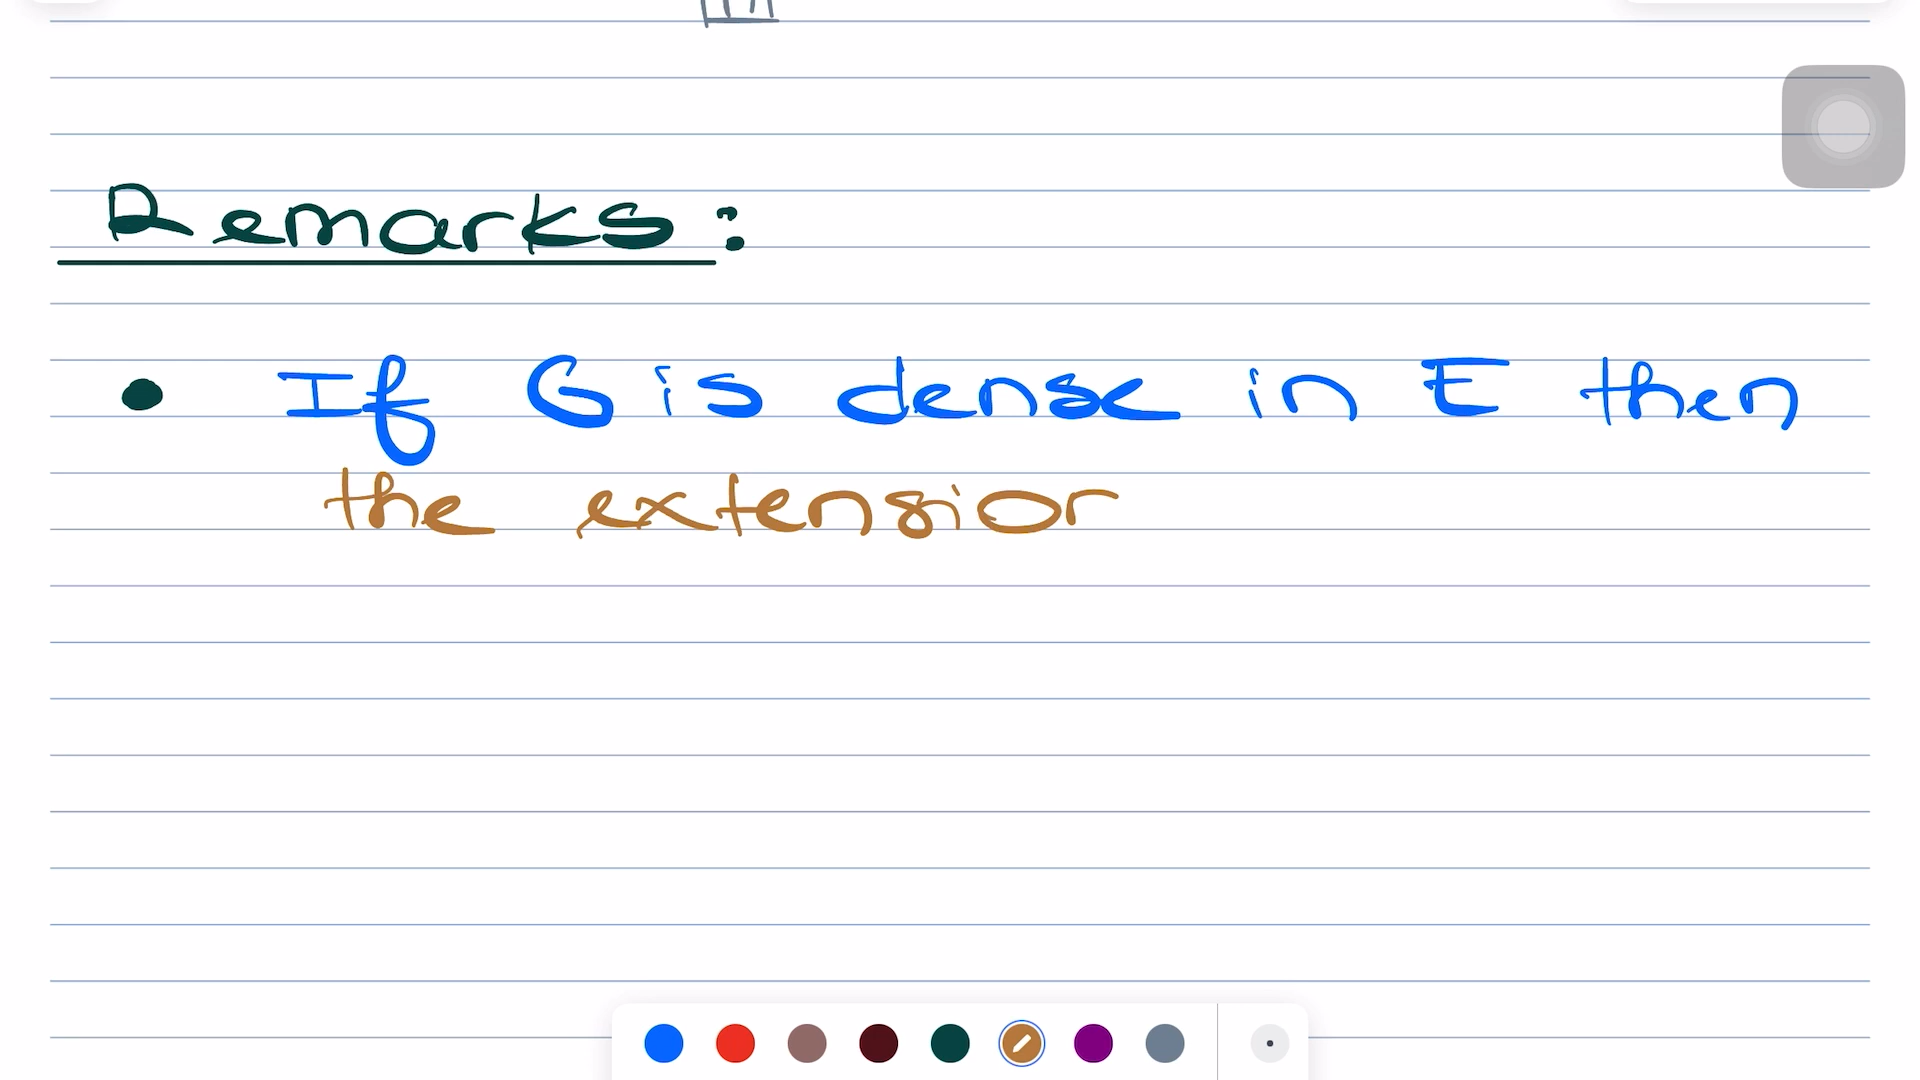 Remarks:
• If G is dense in E then
the extension